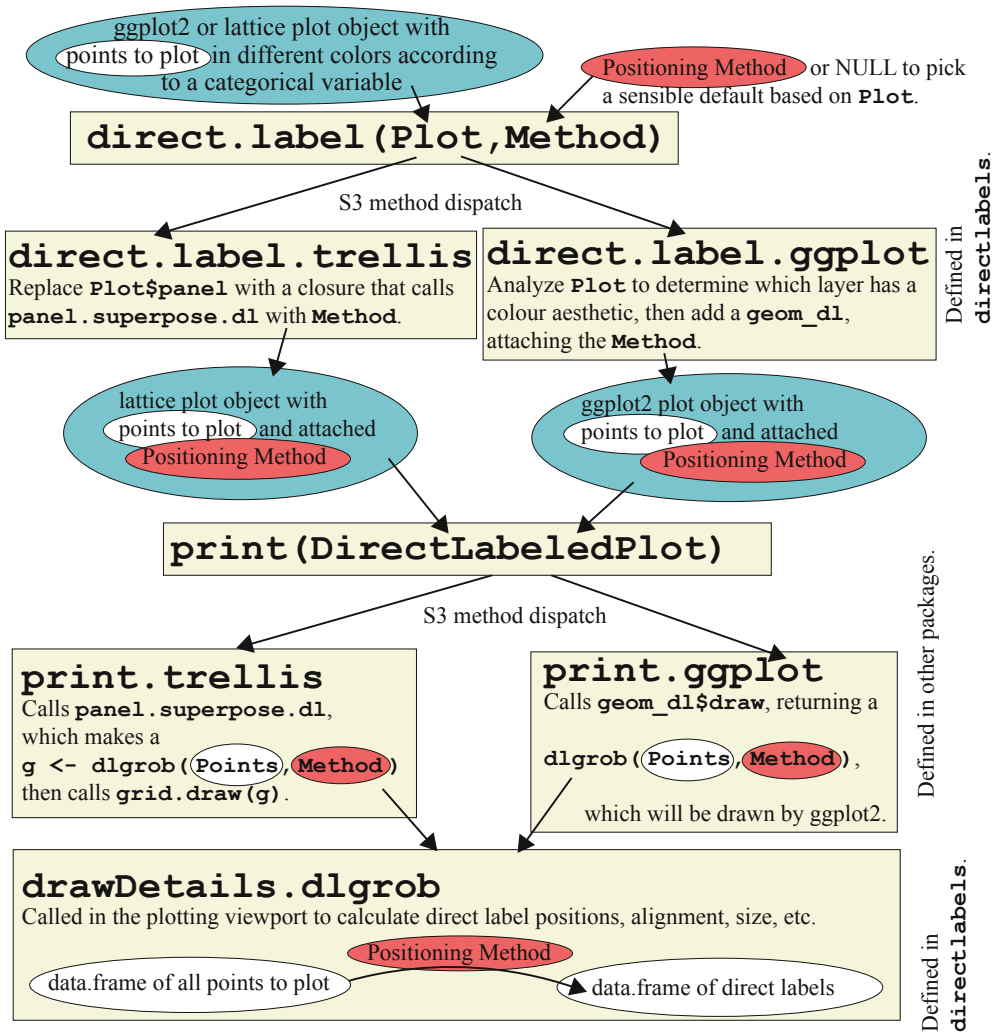 ggplot2 or lattice plot object with
points to plot in different colors according
to a categorical variable
Positioning Method or NULL to pick
a sensible default based on Plot.
direct.label(Plot,Method)
S3 method dispatch
direct.label.trellis
Replace Plot$panel with a closure that calls
panel.superpose.dl with Method.
direct.label.ggplot
Analyze Plot to determine which layer has a
colour aesthetic, then add a geom_dl,
attaching the Method.
Defined in
directlabels.
lattice plot object with
points to plot and attached
Positioning Method
ggplot2 plot object with
points to plot and attached
Positioning Method
print(DirectLabeledPlot)
S3 method dispatch
print.trellis
Calls panel.superpose.dl,
which makes a
g <- dlgrob(Points,Method)
then calls grid.draw(g).
print.ggplot
Calls geom_dl$draw, returning a
dlgrob(Points,Method),
which will be drawn by ggplot2.
Defined in other packages.
drawDetails.dlgrob
Called in the plotting viewport to calculate direct label positions, alignment, size, etc.
Positioning Method
data.frame of all points to plot
data.frame of direct labels
Defined in
directlabels.